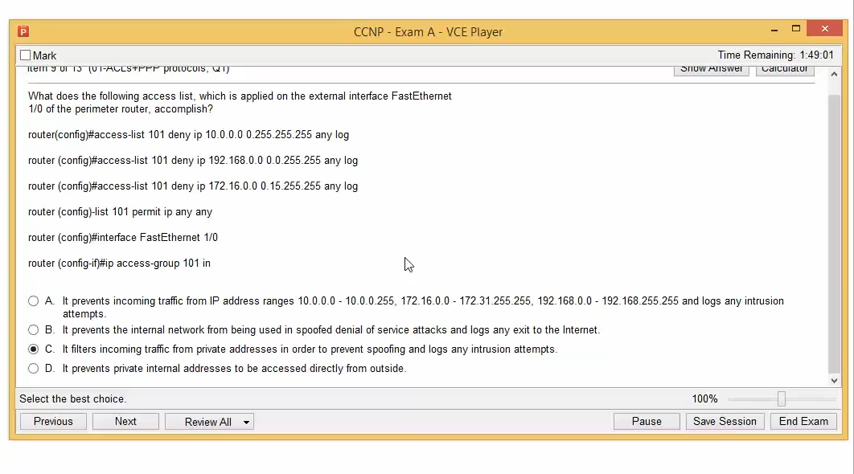 CCNP - Exam A - VCE Player
Mark
Time Remaining: 1:49:01
Item 9 of 13 (01-ACLs+PPP protocols, Q1)
Show Answer
Calculator
What does the following access list, which is applied on the external interface FastEthernet
1/0 of the perimeter router, accomplish?
router(config)#access-list 101 deny ip 10.0.0.0 0.255.255.255 any log
router (config)#access-list 101 deny ip 192.168.0.0 0.0.255.255 any log
router (config)#access-list 101 deny ip 172.16.0.0 0.15.255.255 any log
router (config)-list 101 permit ip any any
router (config)#interface FastEthernet 1/0
router (config-if)#ip access-group 101 in
A. It prevents incoming traffic from IP address ranges 10.0.0.0 - 10.0.0.255, 172.16.0.0 - 172.31.255.255, 192.168.0.0 - 192.168.255.255 and logs any intrusion
attempts.
B. It prevents the internal network from being used in spoofed denial of service attacks and logs any exit to the Internet.
C. It filters incoming traffic from private addresses in order to prevent spoofing and logs any intrusion attempts.
D. It prevents private internal addresses to be accessed directly from outside.
Select the best choice.
100%
Previous
Next
Review All
Pause
Save Session
End Exam